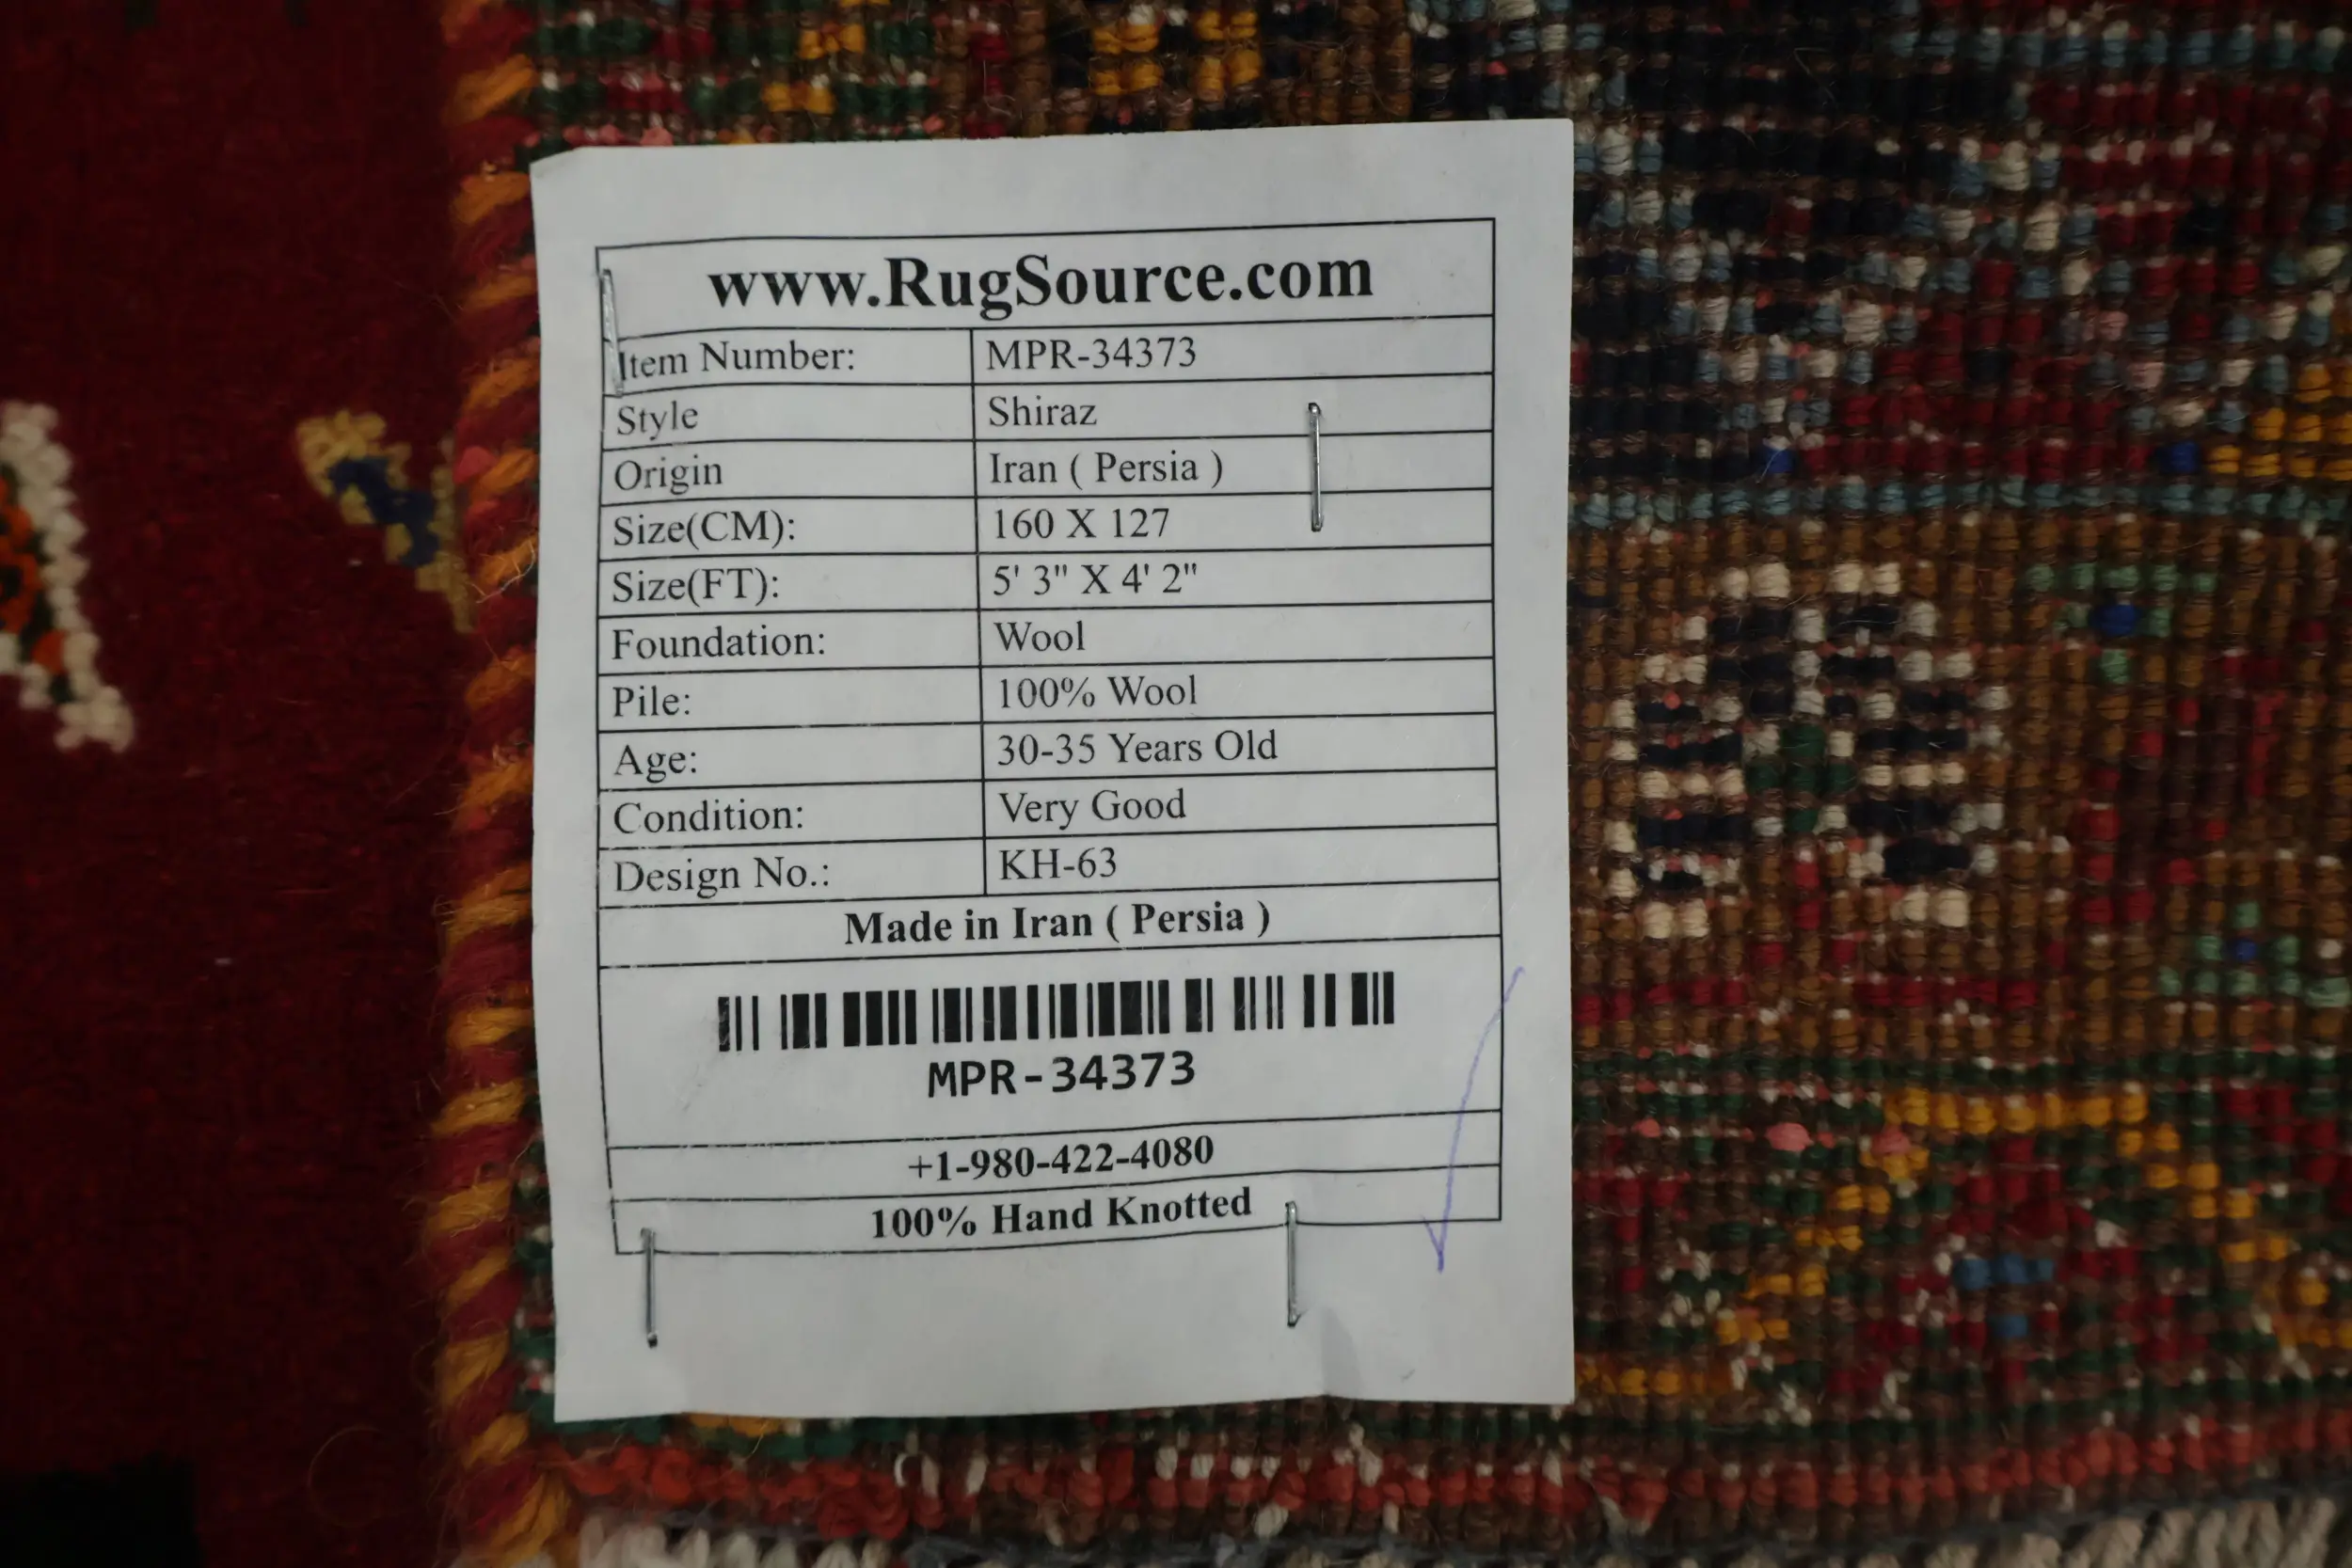 www.RugSource.com
Item Number: MPR-34373
Style Shiraz
Origin Iran ( Persia )
Size(CM): 160 X 127
Size(FT): 5' 3" X 4' 2"
Foundation: Wool
Pile: 100% Wool
Age: 30-35 Years Old
Condition: Very Good
Design No.: KH-63
Made in Iran ( Persia )
MPR-34373
+1-980-422-4080
100% Hand Knotted